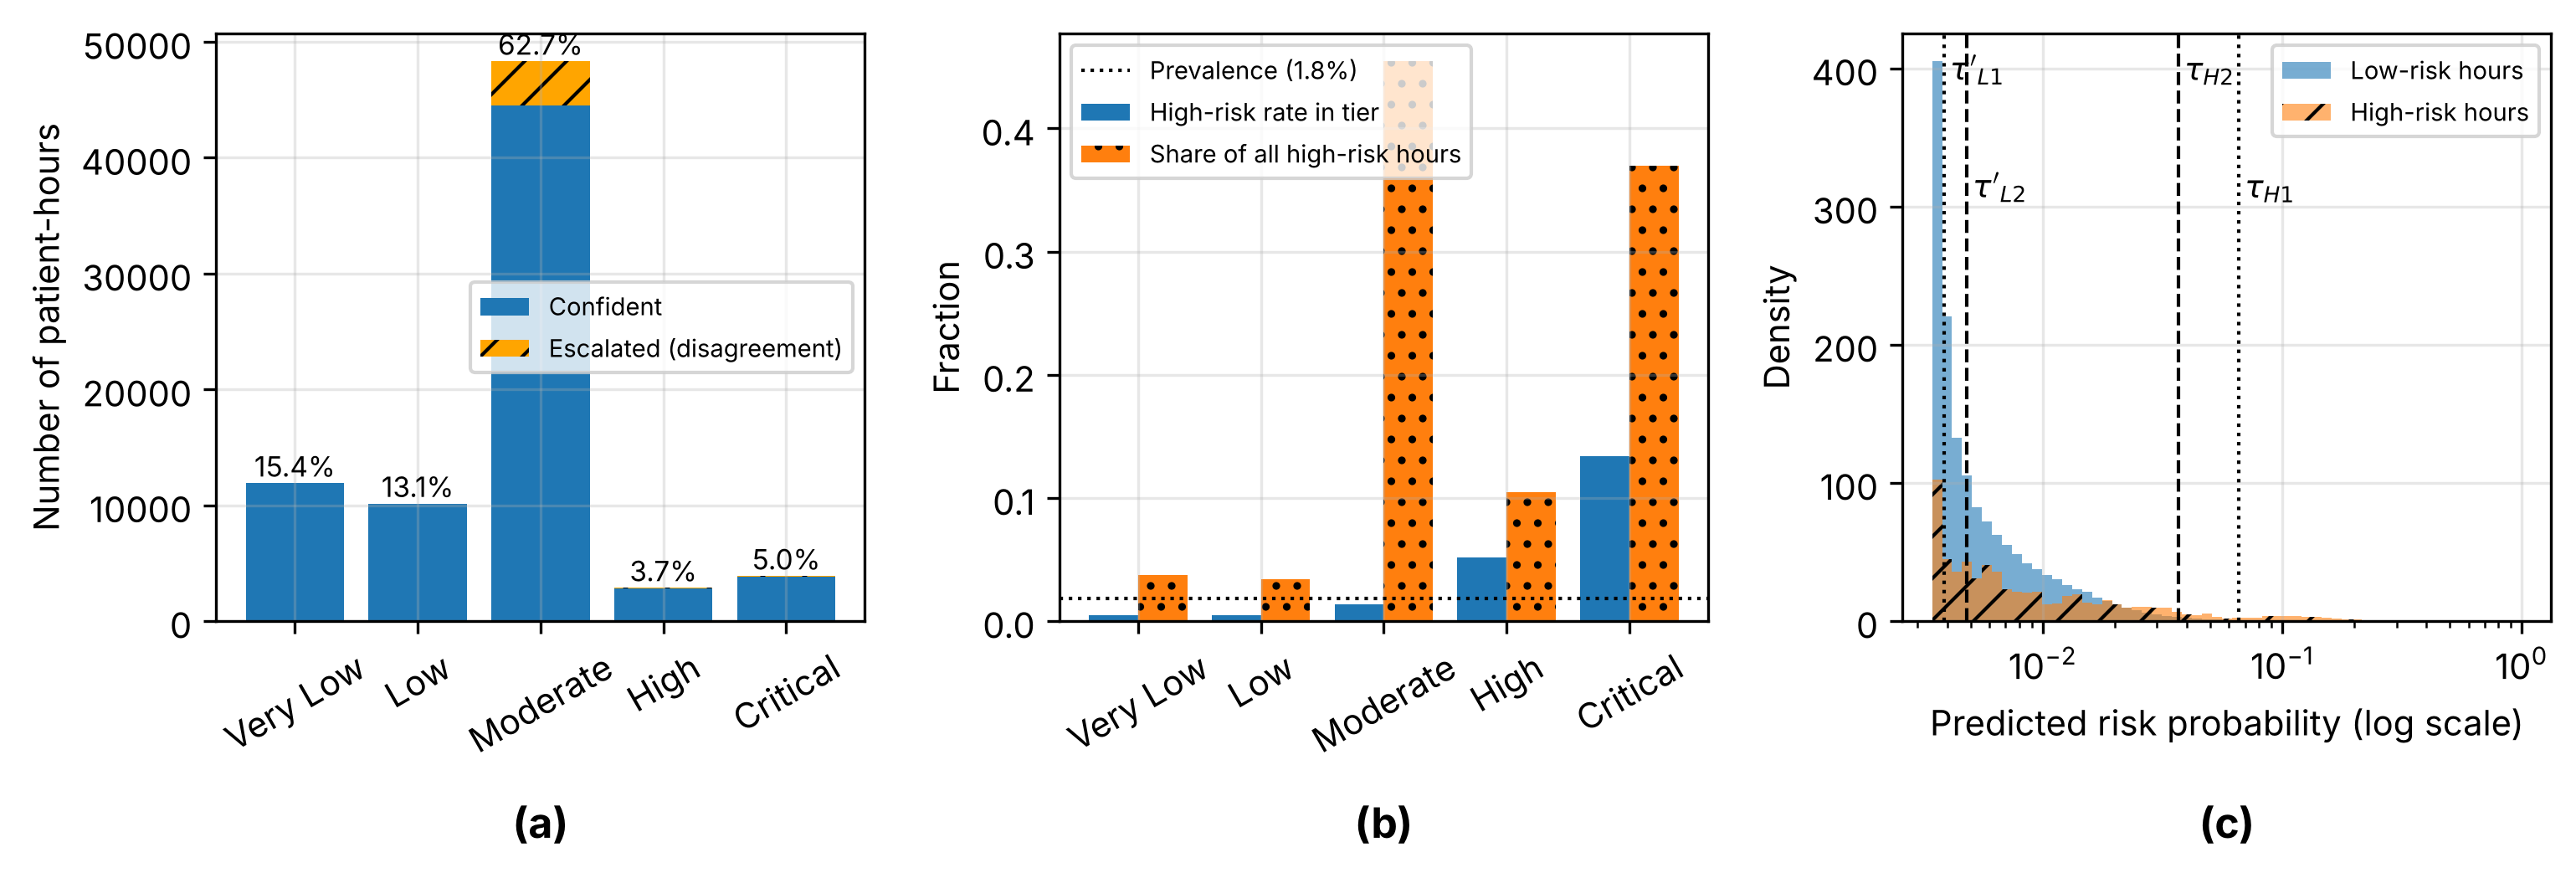 50000
40000
30000
20000
10000
0
Number of patient-hours
62.7%
15.4%
13.1%
3.7%
5.0%
Confident
Escalated (disagreement)
Very Low
Low
Moderate
High
Critical
(a)
0.4
0.3
0.2
0.1
0.0
Fraction
Prevalence (1.8%)
High-risk rate in tier
Share of all high-risk hours
Very Low
Low
Moderate
High
Critical
(b)
400
300
200
100
0
Density
τ′L1
τ′L2
τH2
τH1
Low-risk hours
High-risk hours
10⁻²
10⁻¹
10⁰
Predicted risk probability (log scale)
(c)